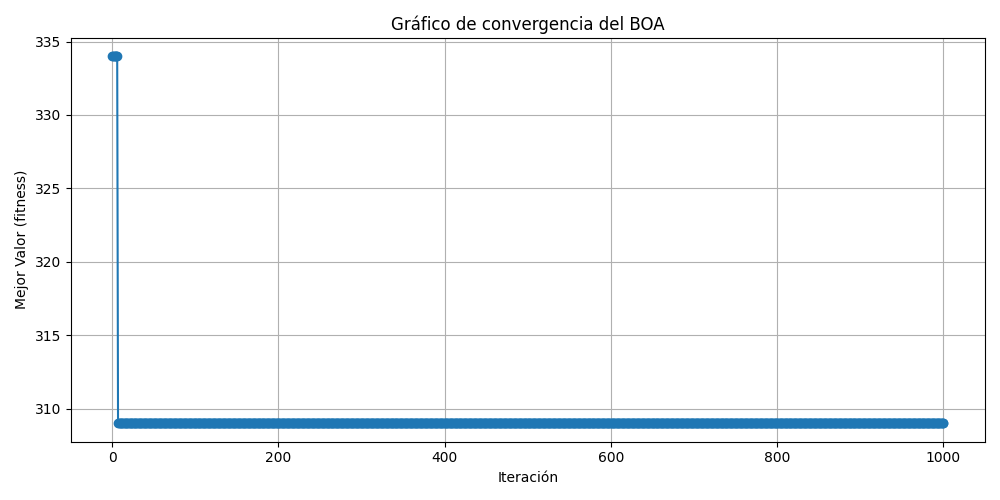 Gráfico de convergencia del BOA
Mejor Valor (fitness)
335
330
325
320
315
310
0 200 400 600 800 1000
Iteración